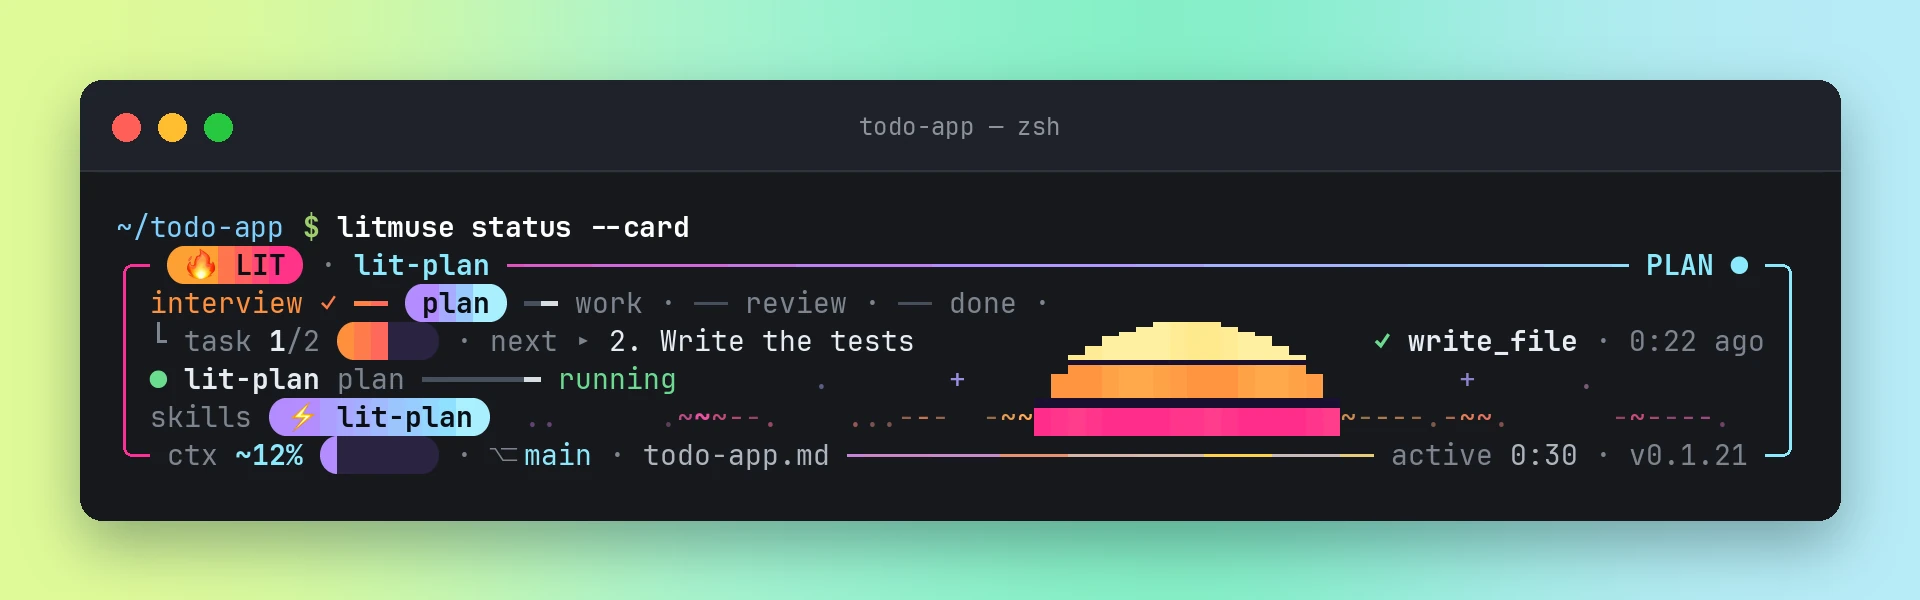 todo-app — zsh
~/todo-app $ litmuse status --card
🔥 LIT · lit-plan PLAN ●
interview ✓ plan work · review · done ·
└ task 1/2 · next ▸ 2. Write the tests ✓ write_file · 0:22 ago
● lit-plan plan running
skills ⚡ lit-plan
ctx ~12% · ⌥ main · todo-app.md active 0:30 · v0.1.21